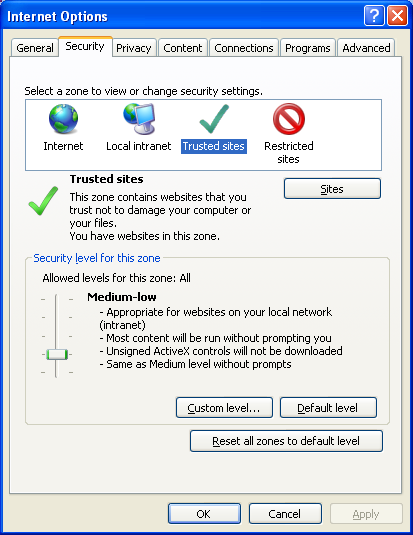 Internet Options
General Security Privacy Content Connections Programs Advanced
Select a zone to view or change security settings.
Internet Local intranet Trusted sites Restricted sites
Trusted sites
Sites
This zone contains websites that you
trust not to damage your computer or
your files.
You have websites in this zone.
Security level for this zone
Allowed levels for this zone: All
Medium-low
- Appropriate for websites on your local network
(intranet)
- Most content will be run without prompting you
- Unsigned ActiveX controls will not be downloaded
- Same as Medium level without prompts
Custom level... Default level
Reset all zones to default level
OK Cancel Apply